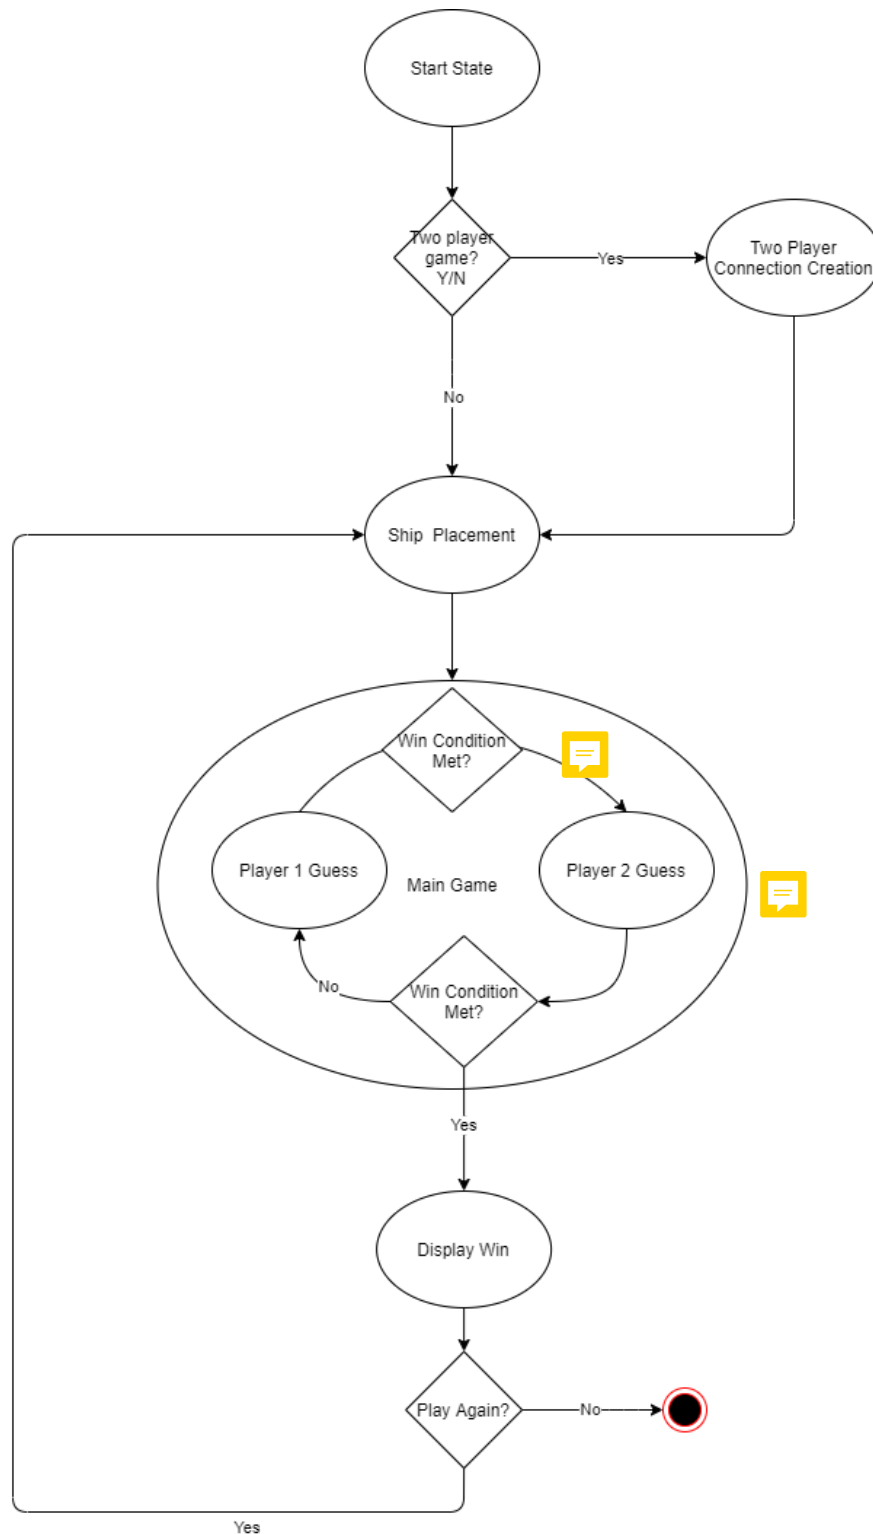 Start State
Two player
game?
Y/N
Yes
Two Player
Connection Creation
No
Ship  Placement
Win Condition
Met?
Player 1 Guess
Main Game
Player 2 Guess
No
Win Condition
Met?
Yes
Display Win
Play Again?
No
Yes